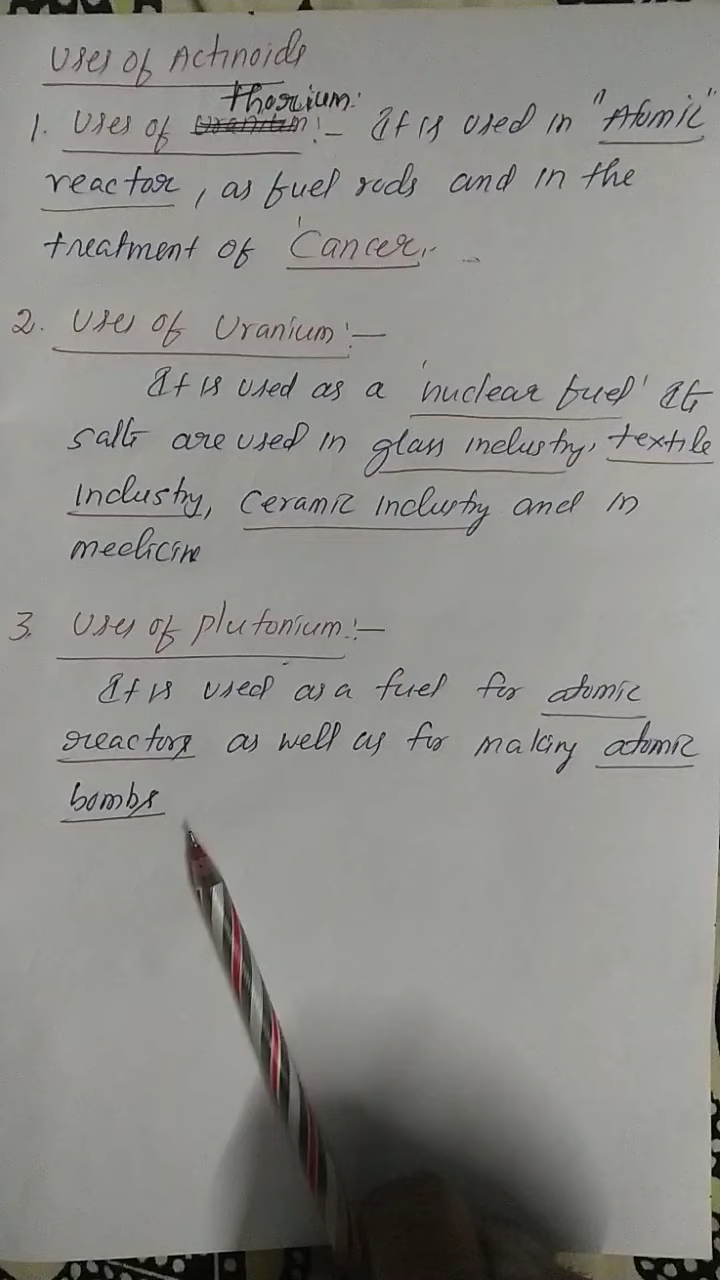 Uses of Actinoids
Thorium:
1. Uses of Uranium:- It is used in "Atomic"
reactor, as fuel rods and in the
treatment of 'Cancer.
2. Uses of Uranium:-
It is used as a 'nuclear fuel' Its
salts are used in glass industry, textile
industry, ceramic industry and in
medicine
3. Uses of plutonium:-
It is used as a fuel for atomic
reactors as well as for making atomic
bombs